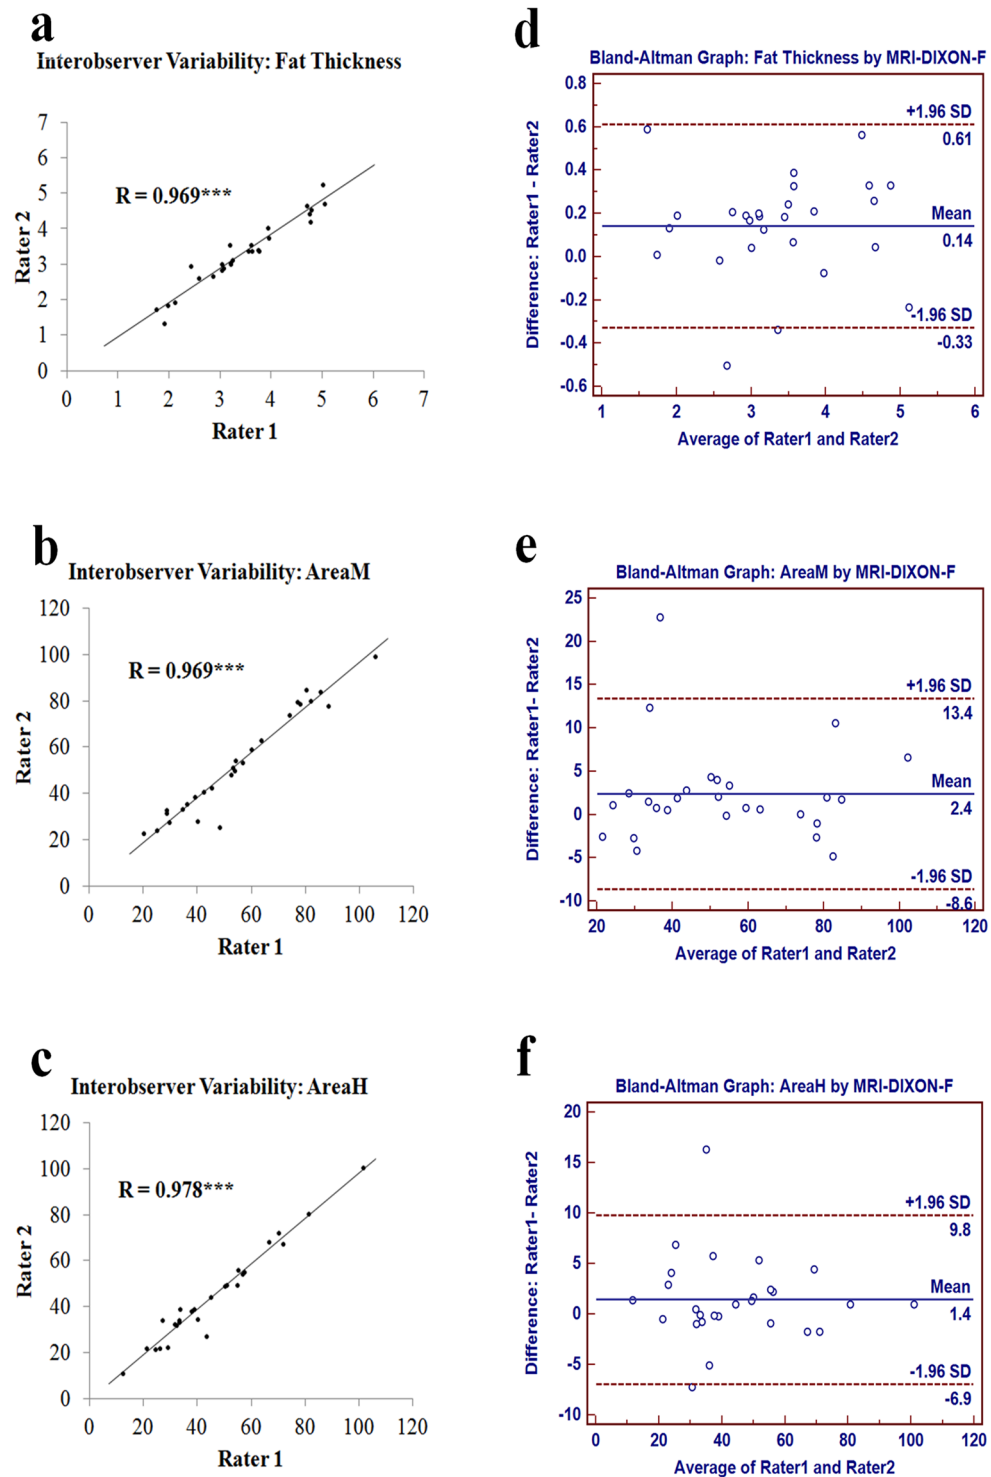 a
Interobserver Variability: Fat Thickness
7
6
5
4
3
2
1
0
R = 0.969***
Rater 2
0 1 2 3 4 5 6 7
Rater 1
d
Bland-Altman Graph: Fat Thickness by MRI-DIXON-F
0.8
0.6
0.4
0.2
0.0
-0.2
-0.4
-0.6
Difference: Rater1 - Rater2
+1.96 SD
0.61
Mean
0.14
-1.96 SD
-0.33
1 2 3 4 5 6
Average of Rater1 and Rater2
b
Interobserver Variability: AreaM
120
100
80
60
40
20
0
R = 0.969***
Rater 2
0 20 40 60 80 100 120
Rater 1
e
Bland-Altman Graph: AreaM by MRI-DIXON-F
25
20
15
10
5
0
-5
-10
Difference: Rater1- Rater2
+1.96 SD
13.4
Mean
2.4
-1.96 SD
-8.6
20 40 60 80 100 120
Average of Rater1 and Rater2
c
Interobserver Variability: AreaH
120
100
80
60
40
20
0
R = 0.978***
Rater 2
0 20 40 60 80 100 120
Rater 1
f
Bland-Altman Graph: AreaH by MRI-DIXON-F
20
15
10
5
0
-5
-10
Difference: Rater1- Rater2
+1.96 SD
9.8
Mean
1.4
-1.96 SD
-6.9
0 20 40 60 80 100 120
Average of Rater1 and Rater2